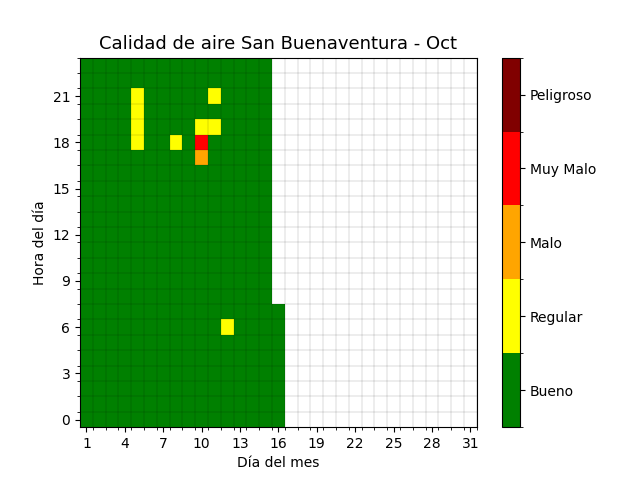 Calidad de aire San Buenaventura - Oct
Hora del día
21
18
15
12
9
6
3
0
1 4 7 10 13 16 19 22 25 28 31
Día del mes
Peligroso
Muy Malo
Malo
Regular
Bueno